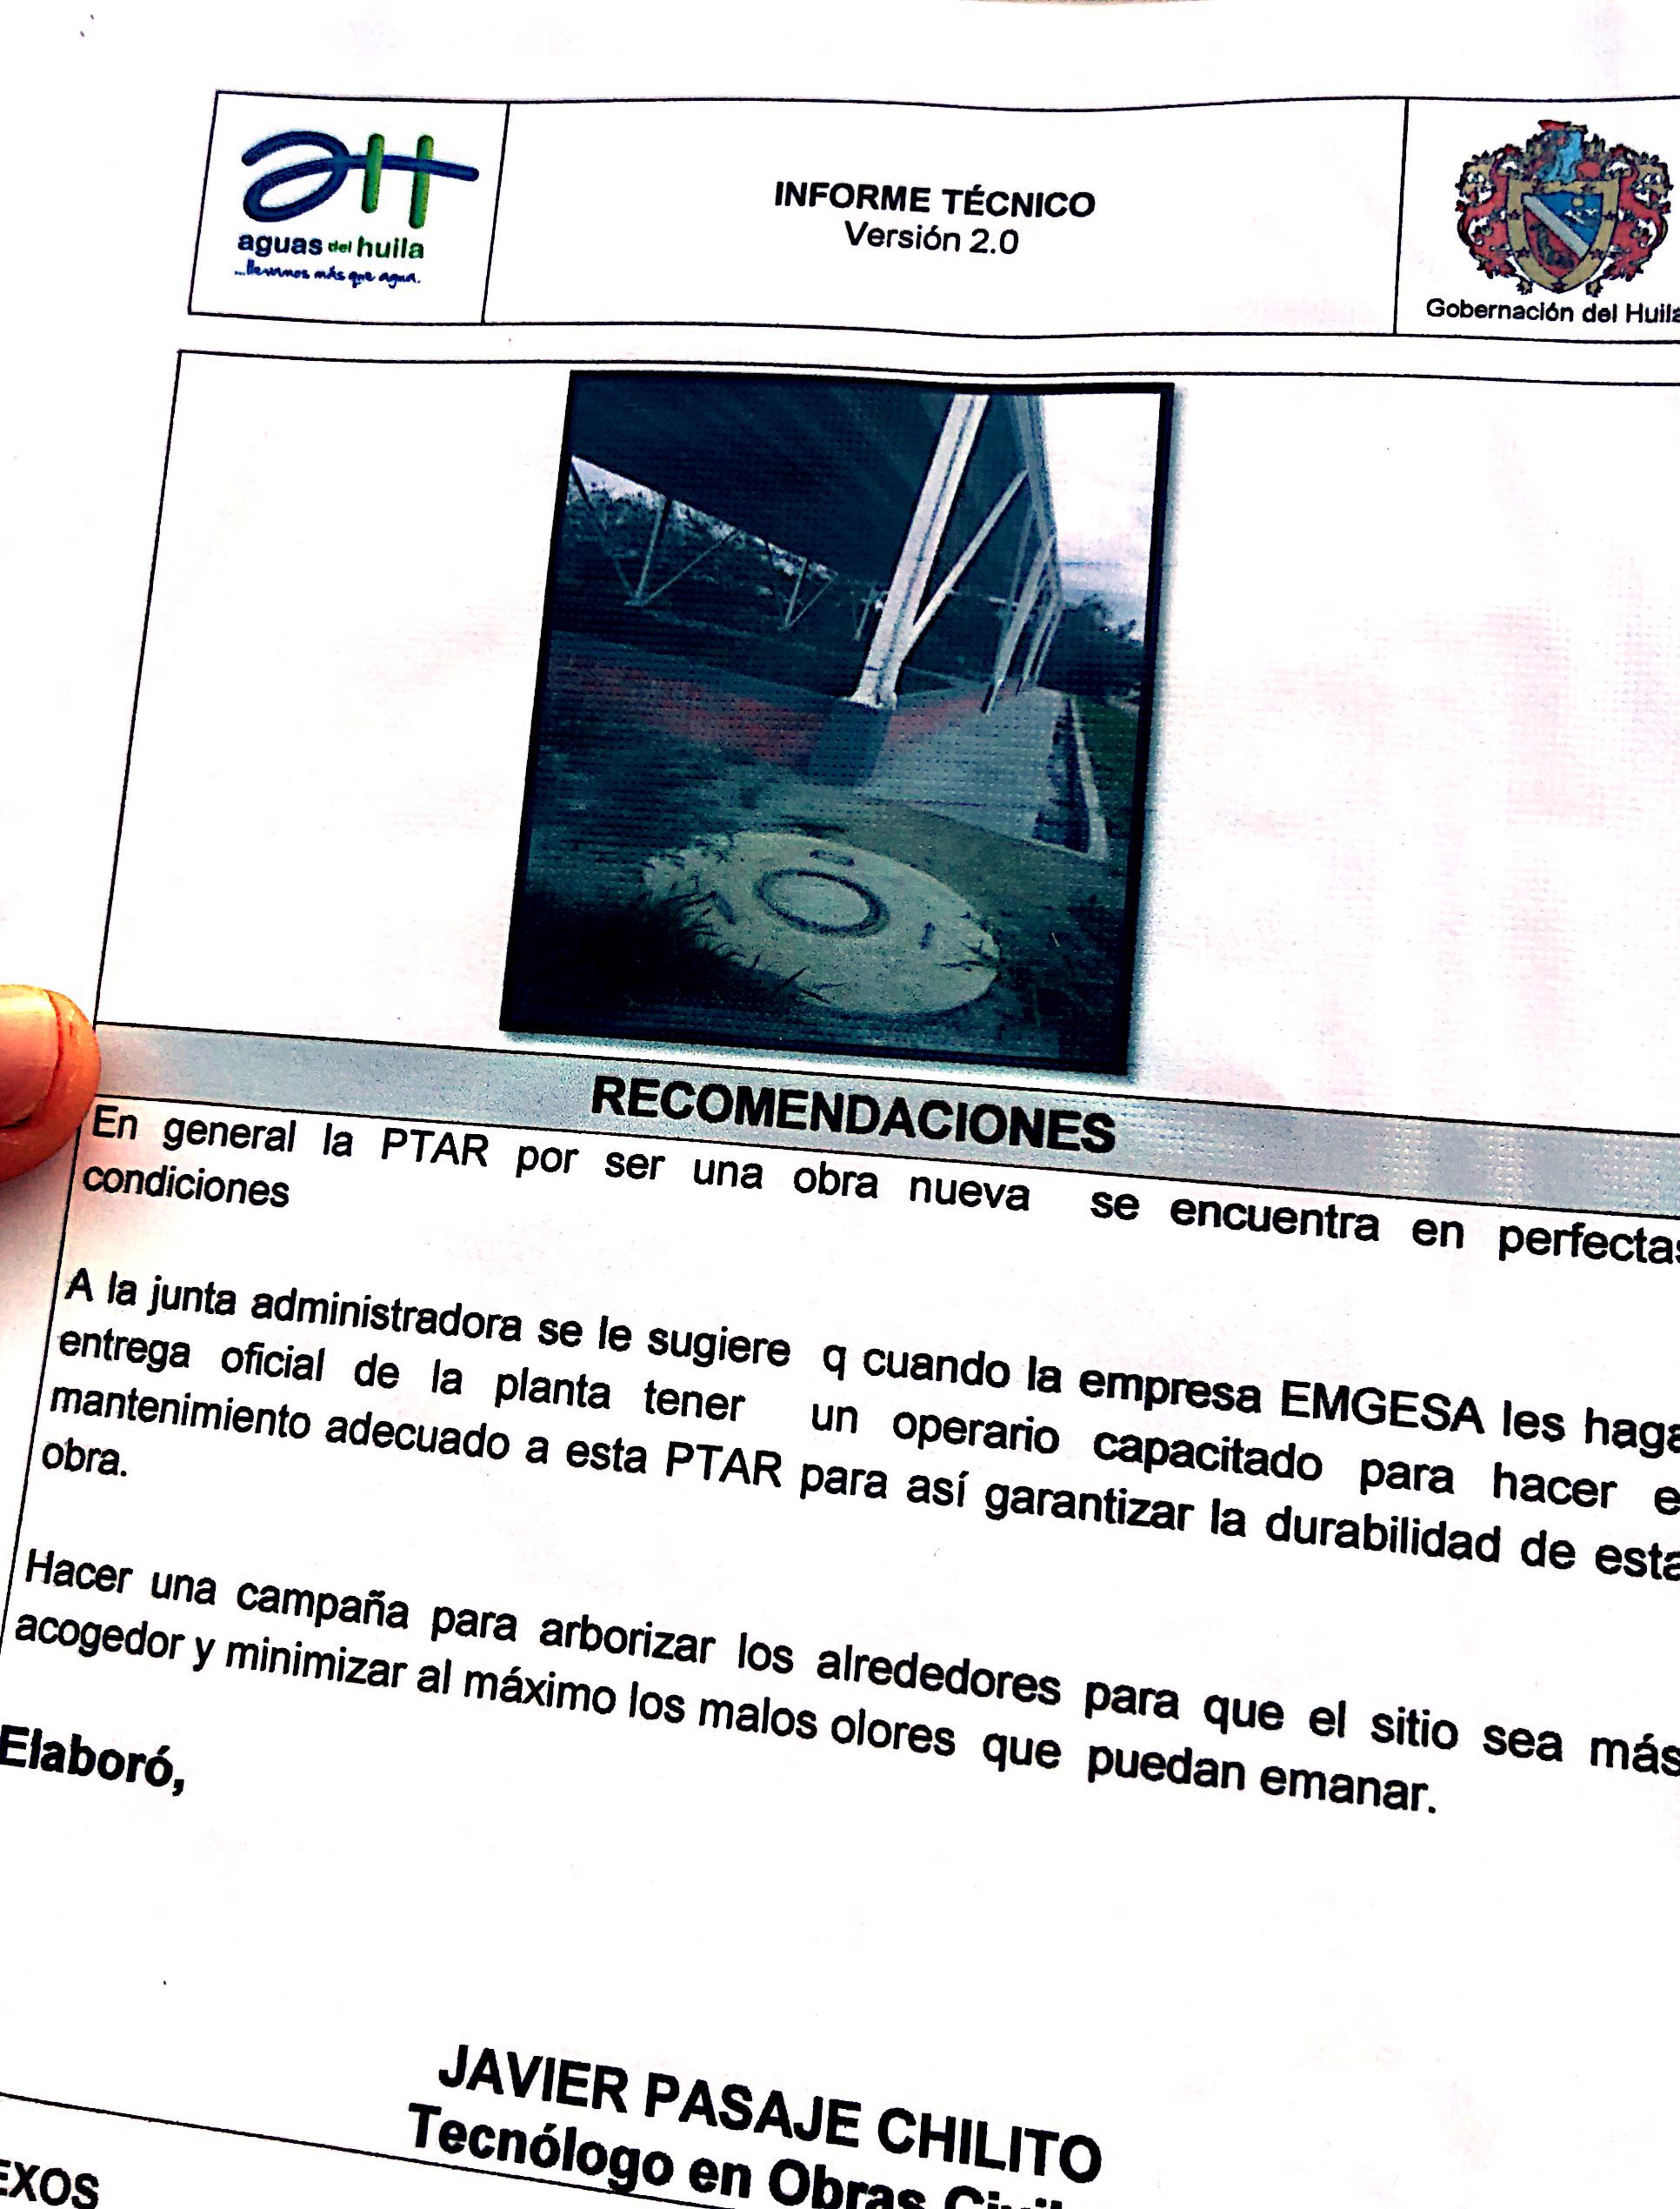 aguas del huila
...llevamos más que agua.
INFORME TÉCNICO
Versión 2.0
Gobernación del Huila
RECOMENDACIONES
En general la PTAR por ser una obra nueva se encuentra en perfectas
condiciones
A la junta administradora se le sugiere q cuando la empresa EMGESA les haga
entrega oficial de la planta tener un operario capacitado para hacer e
mantenimiento adecuado a esta PTAR para así garantizar la durabilidad de esta
obra.
Hacer una campaña para arborizar los alrededores para que el sitio sea más
acogedor y minimizar al máximo los malos olores que puedan emanar.
Elaboró,
JAVIER PASAJE CHILITO
Tecnólogo en Obras Civil
EXOS